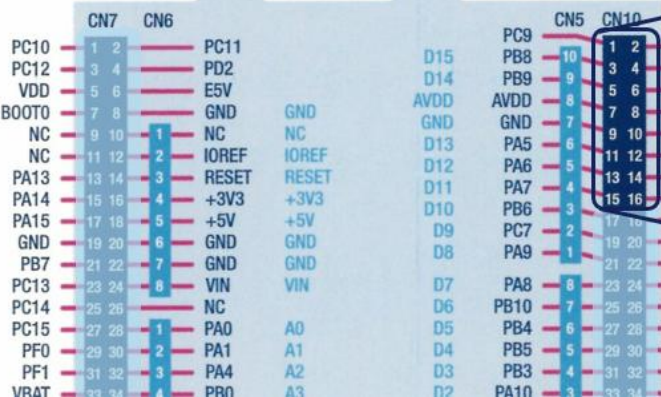 CN7 CN6 CN5 CN10
PC9
PC10 1 2 PC11 1 2
D15 PB8 10
PC12 3 4 PD2 3 4
D14 PB9 9
VDD 5 6 E5V 5 6
AVDD AVDD 8
BOOT0 7 8 GND GND 7 8
GND GND 7
NC 9 10 1 NC NC 9 10
D13 PA5 6
NC 11 12 2 IOREF IOREF 11 12
D12 PA6 5
PA13 13 14 3 RESET RESET 13 14
D11 PA7 4
PA14 15 16 4 +3V3 +3V3 15 16
D10 PB6 3
PA15 17 18 5 +5V +5V 17 18
D9 PC7 2
GND 19 20 6 GND GND 19 20
D8 PA9 1
PB7 21 22 7 GND GND 21 22
PC13 23 24 8 VIN VIN D7 PA8 8 23 24
PC14 25 26 NC D6 PB10 7 25 26
PC15 27 28 1 PA0 A0 D5 PB4 6 27 28
PF0 29 30 2 PA1 A1 D4 PB5 5 29 30
PF1 31 32 3 PA4 A2 D3 PB3 4 31 32
VBAT 33 34 4 PB0 A3 D2 PA10 3 33 34